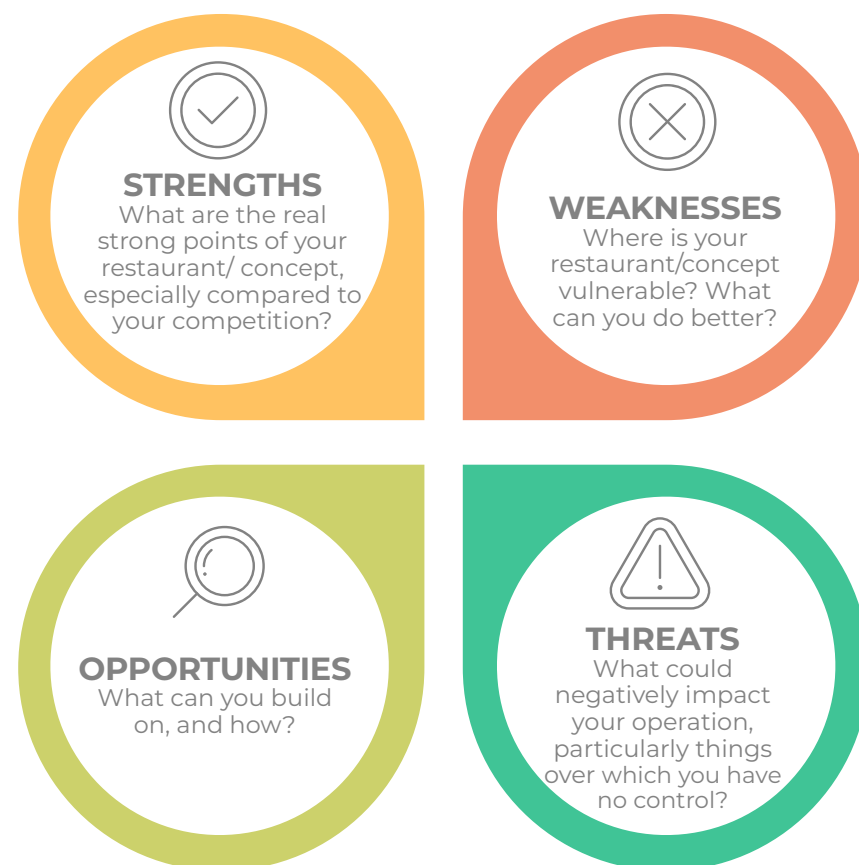 STRENGTHS
What are the real
strong points of your
restaurant/ concept,
especially compared to
your competition?
WEAKNESSES
Where is your
restaurant/concept
vulnerable? What
can you do better?
OPPORTUNITIES
What can you build
on, and how?
THREATS
What could
negatively impact
your operation,
particularly things
over which you have
no control?